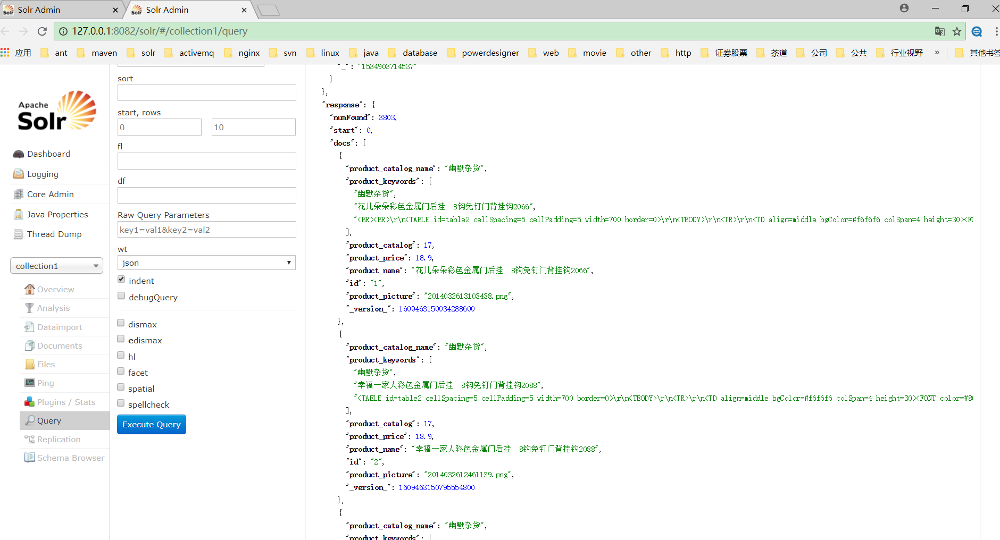 Solr Admin
Solr Admin
127.0.0.1:8082/solr/#/collection1/query
应用 ant maven solr activemq nginx svn linux java database powerdesigner web movie other http 证券股票 茶道 公司 公共 行业视野 » 其他书签
Apache
Solr
Dashboard
Logging
Core Admin
Java Properties
Thread Dump
collection1
Overview
Analysis
Dataimport
Documents
Files
Ping
Plugins / Stats
Query
Replication
Schema Browser
sort
start, rows
0 10
fl
df
Raw Query Parameters
key1=val1&key2=val2
wt
json
indent
debugQuery
dismax
edismax
hl
facet
spatial
spellcheck
Execute Query
"_": "1534903714537"
}
},
"response": {
"numFound": 3803,
"start": 0,
"docs": [
{
"product_catalog_name": "幽默杂货",
"product_keywords": [
"幽默杂货",
"花儿朵朵彩色金属门后挂 8钩免钉门背挂钩2066",
"<BR><BR>\r\n<TABLE id=table2 cellSpacing=5 cellPadding=5 width=700 border=0>\r\n<TBODY>\r\n<TR>\r\n<TD align=middle bgColor=#f6f6f6 colSpan=4 height=30><FO
],
"product_catalog": 17,
"product_price": 18.9,
"product_name": "花儿朵朵彩色金属门后挂 8钩免钉门背挂钩2066",
"id": "1",
"product_picture": "2014032613103438.png",
"_version_": 1609463150034288600
},
{
"product_catalog_name": "幽默杂货",
"product_keywords": [
"幽默杂货",
"幸福一家人彩色金属门后挂 8钩免钉门背挂钩2088",
"<TABLE id=table2 cellSpacing=5 cellPadding=5 width=700 border=0>\r\n<TBODY>\r\n<TR>\r\n<TD align=middle bgColor=#f6f6f6 colSpan=4 height=30><FONT color=#80
],
"product_catalog": 17,
"product_price": 18.9,
"product_name": "幸福一家人彩色金属门后挂 8钩免钉门背挂钩2088",
"id": "2",
"product_picture": "2014032612461139.png",
"_version_": 1609463150795554800
},
{
"product_catalog_name": "幽默杂货",
"product_keywords": [